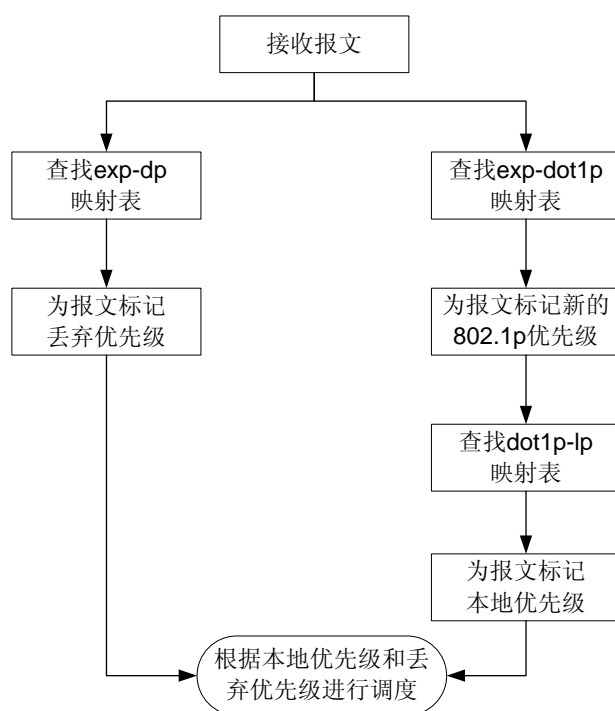 接收报文
查找exp-dp
映射表
查找exp-dot1p
映射表
为报文标记
丢弃优先级
为报文标记新的
802.1p优先级
查找dot1p-lp
映射表
为报文标记
本地优先级
根据本地优先级和丢
弃优先级进行调度